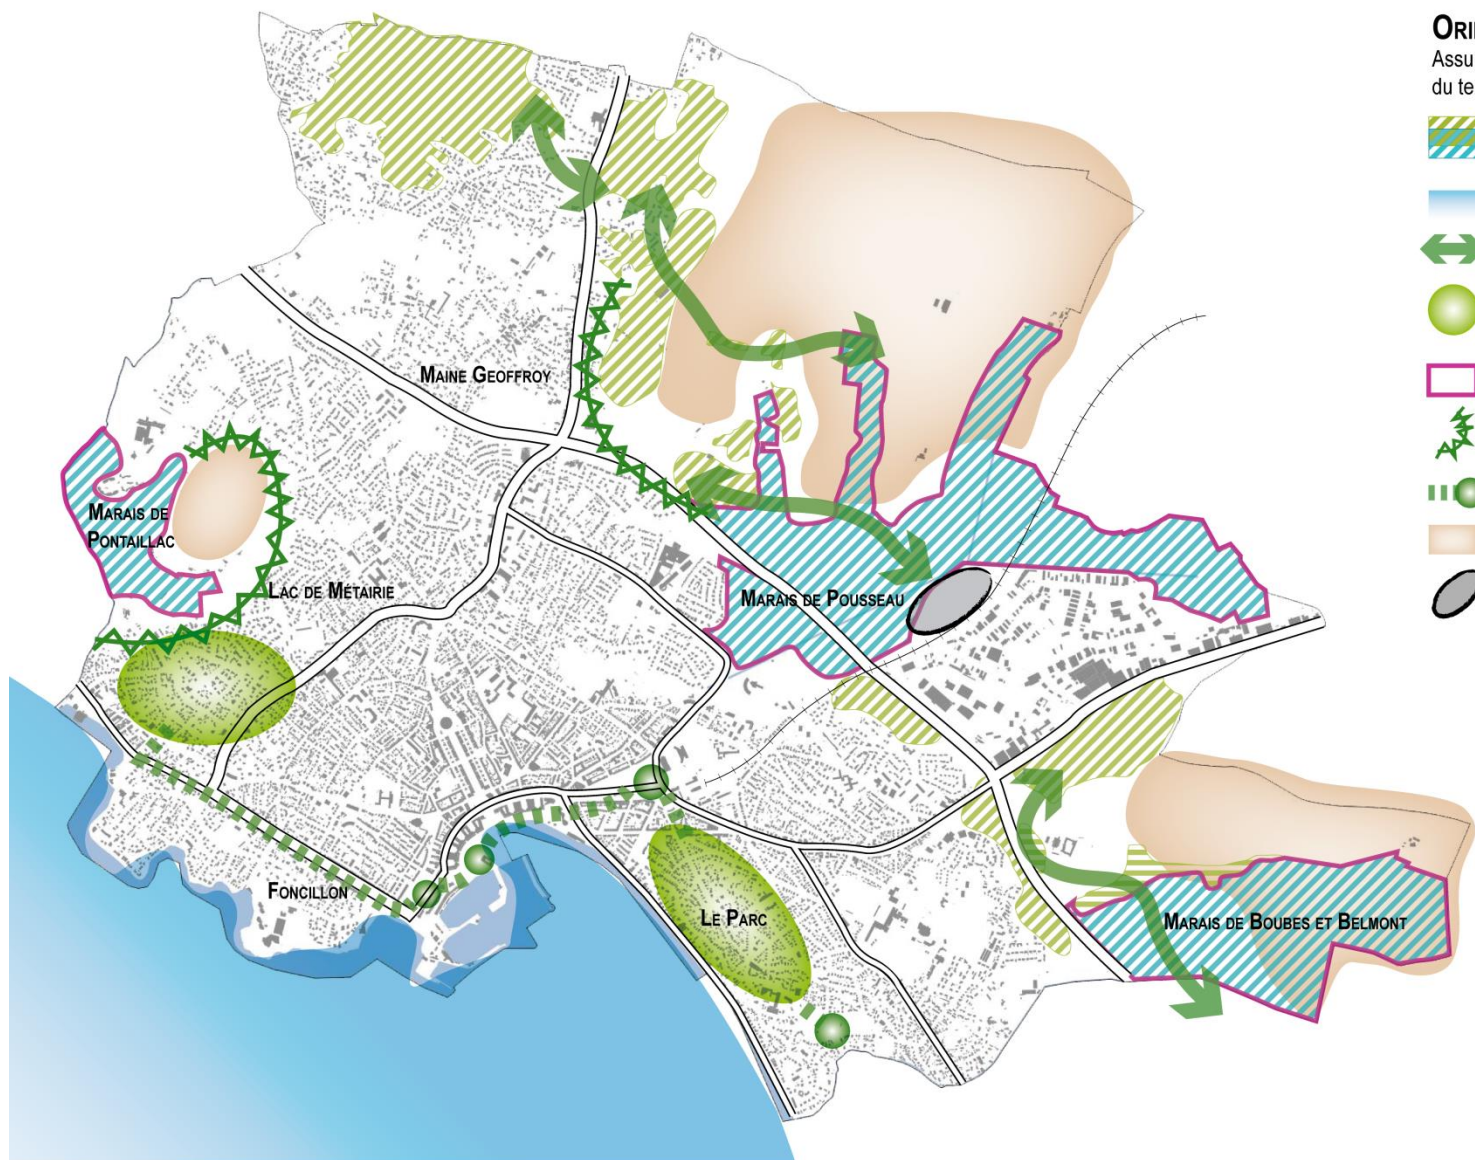 ORI
Assu
du te
MAINE GEOFFROY
MARAIS DE
PONTAILLAC
LAC DE MÉTAIRIE
MARAIS DE POUSSEAU
FONCILLON
LE PARC
MARAIS DE BOUBES ET BELMONT